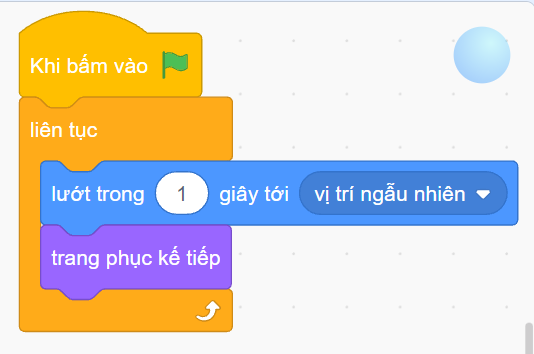 Khi bấm vào
liên tục
lướt trong 1 giây tới vị trí ngẫu nhiên
trang phục kế tiếp